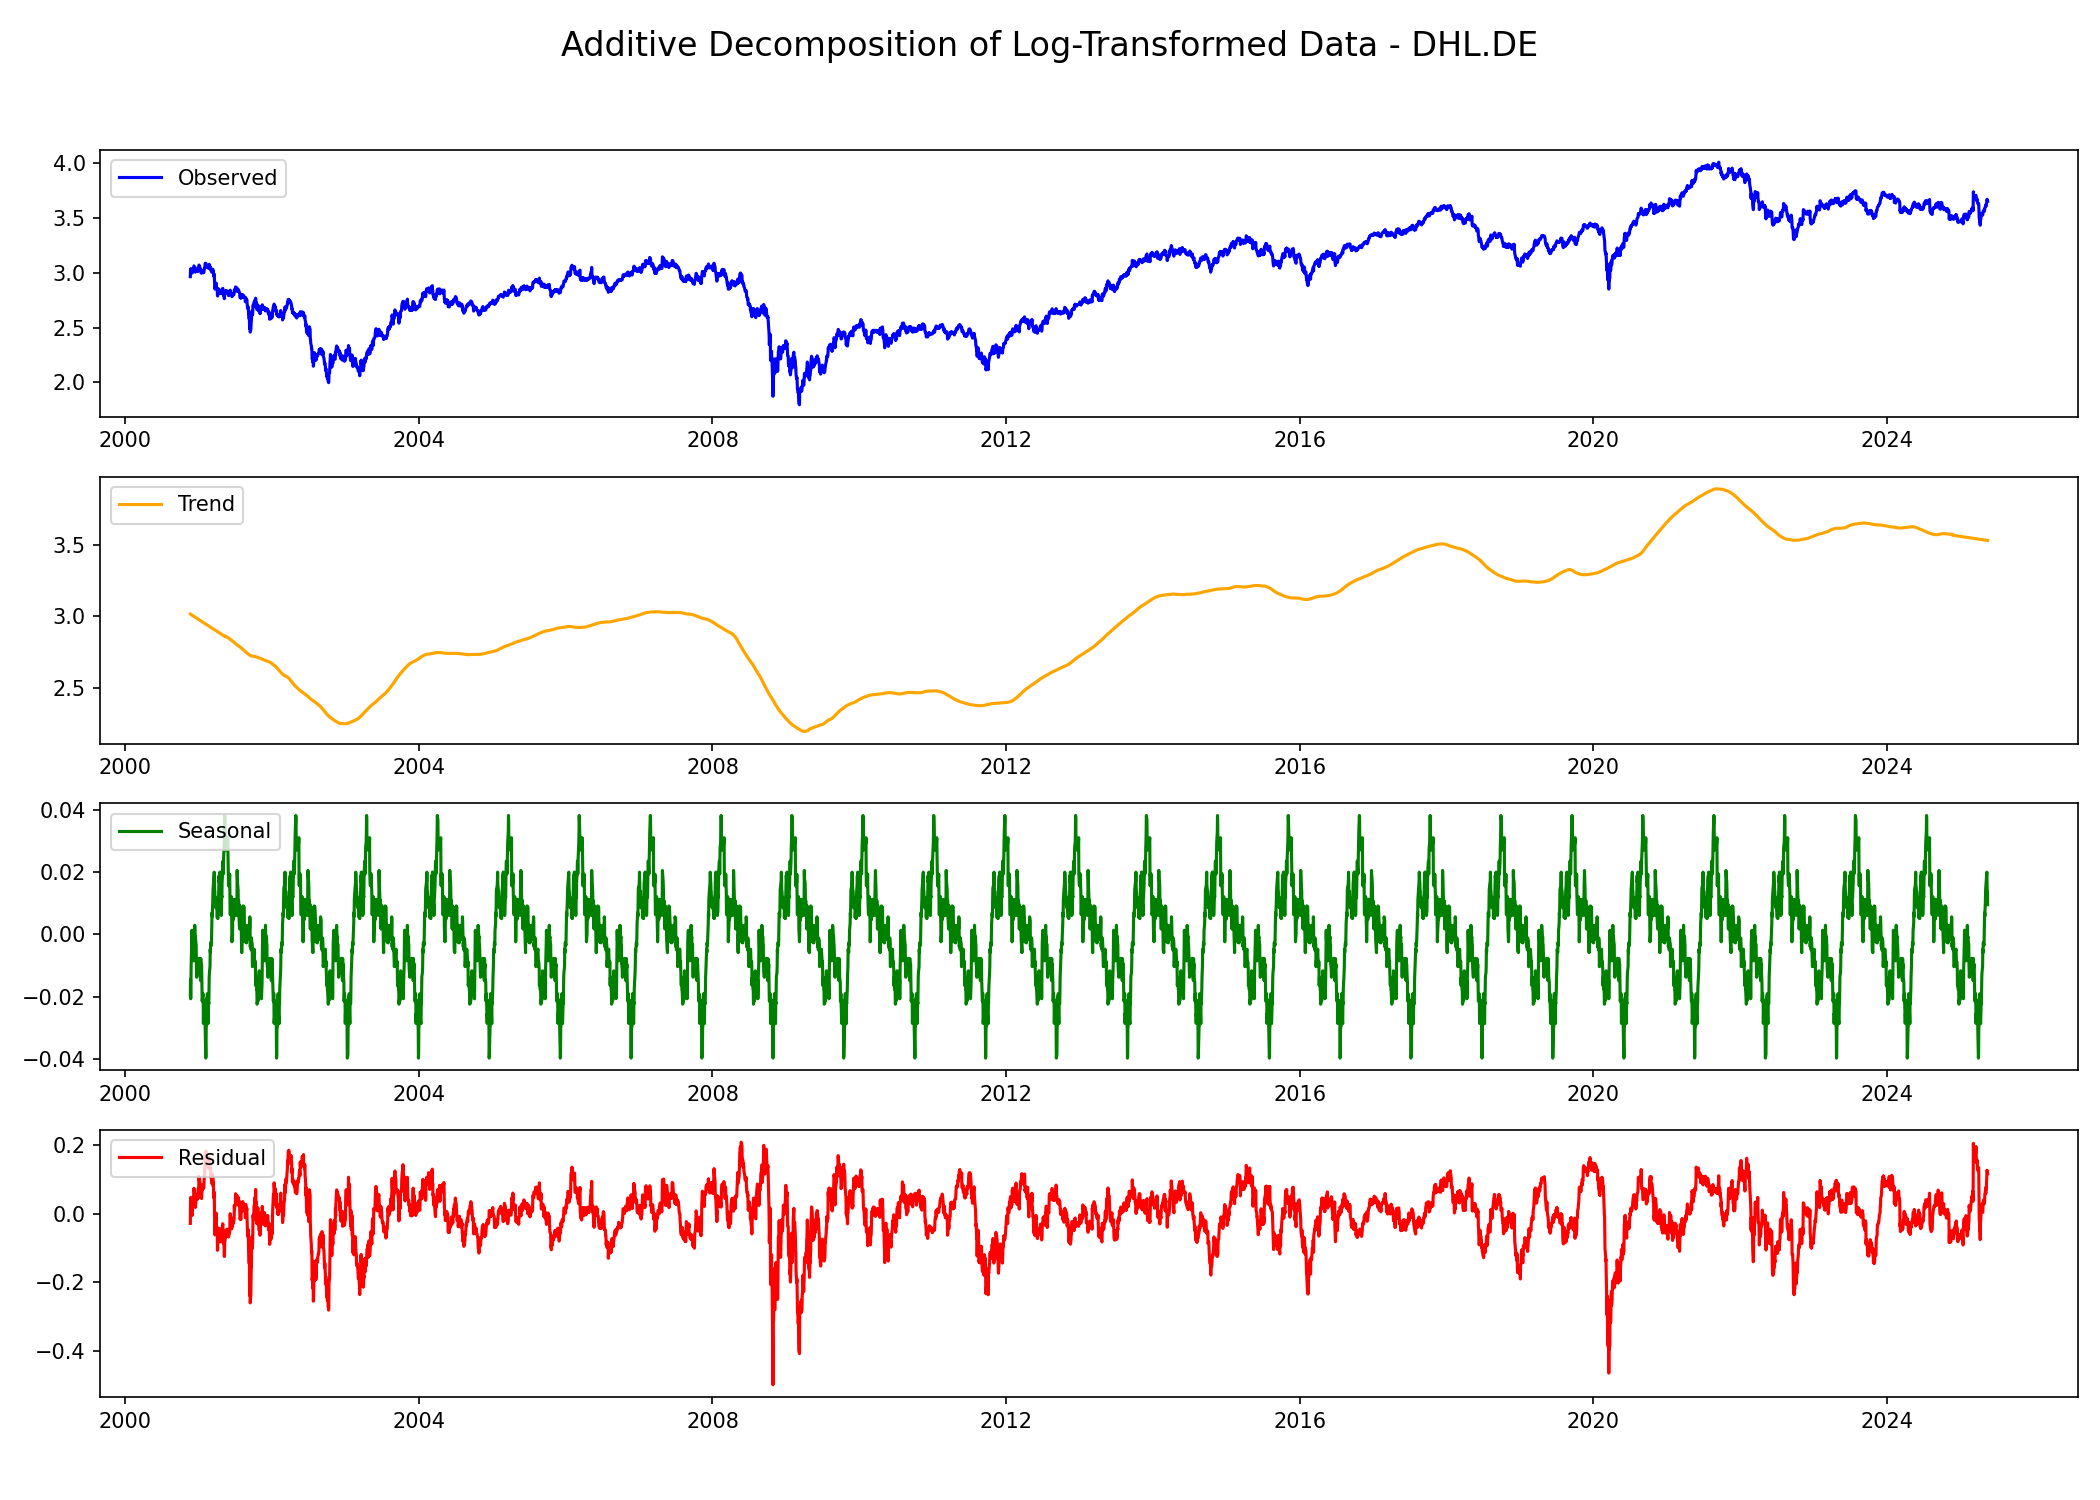 Additive Decomposition of Log-Transformed Data - DHL.DE
4.0
3.5
3.0
2.5
2.0
Observed
2000 2004 2008 2012 2016 2020 2024
3.5
3.0
2.5
Trend
2000 2004 2008 2012 2016 2020 2024
0.04
0.02
0.00
−0.02
−0.04
Seasonal
2000 2004 2008 2012 2016 2020 2024
0.2
0.0
−0.2
−0.4
Residual
2000 2004 2008 2012 2016 2020 2024